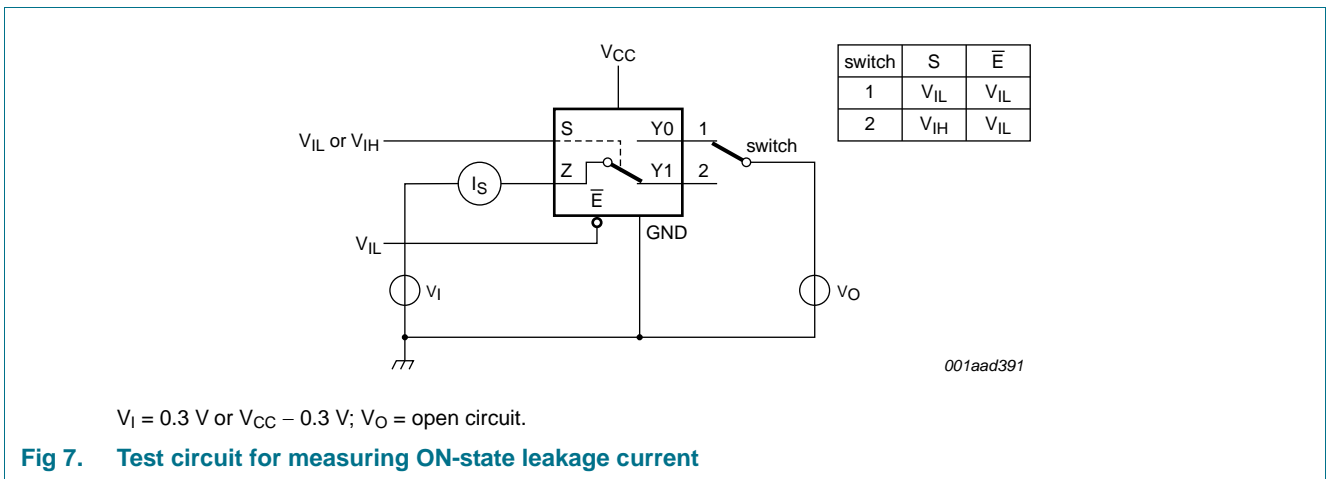 V_CC
switch S E̅
1 V_IL V_IL
2 V_IH V_IL
V_IL or V_IH
S Y0 1
switch
I_S
Z Y1 2
E̅
GND
V_IL
V_I
V_O
001aad391
V_I = 0.3 V or V_CC − 0.3 V; V_O = open circuit.
Fig 7. Test circuit for measuring ON-state leakage current